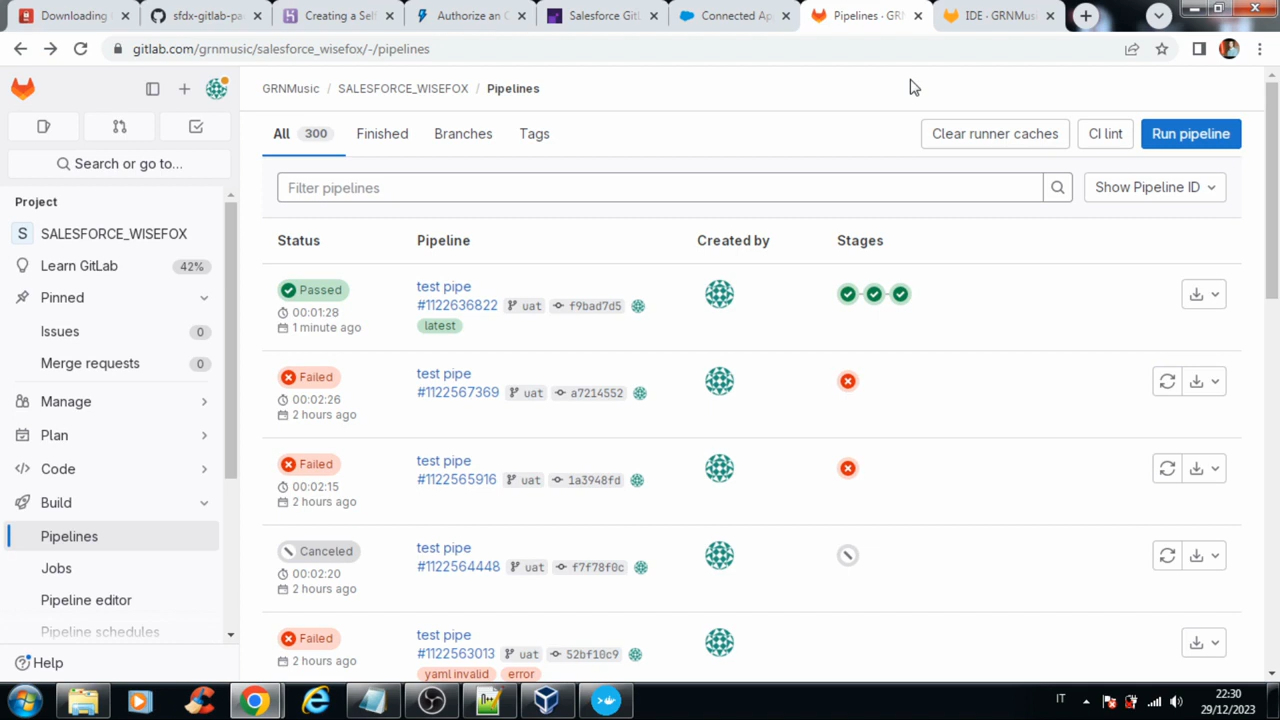 Downloading
sfdx-gitlab-pa
Creating a Self
Authorize an
Salesforce GitL
Connected Ap
Pipelines · GRN
IDE · GRNMusi
gitlab.com/grnmusic/salesforce_wisefox/-/pipelines
GRNMusic / SALESFORCE_WISEFOX / Pipelines
All 300
Finished
Branches
Tags
Clear runner caches
CI lint
Run pipeline
Search or go to...
Filter pipelines
Show Pipeline ID
Project
S SALESFORCE_WISEFOX
Learn GitLab 42%
Pinned
Issues 0
Merge requests 0
Manage
Plan
Code
Build
Pipelines
Jobs
Pipeline editor
Pipeline schedules
Help
Status
Pipeline
Created by
Stages
Passed
00:01:28
1 minute ago
test pipe
#1122636822 uat f9bad7d5
latest
Failed
00:02:26
2 hours ago
test pipe
#1122567369 uat a7214552
Failed
00:02:15
2 hours ago
test pipe
#1122565916 uat 1a3948fd
Canceled
00:02:20
2 hours ago
test pipe
#1122564448 uat f7f78f0c
Failed
2 hours ago
test pipe
#1122563013 uat 52bf10c9
yaml invalid error
IT
22:30
29/12/2023